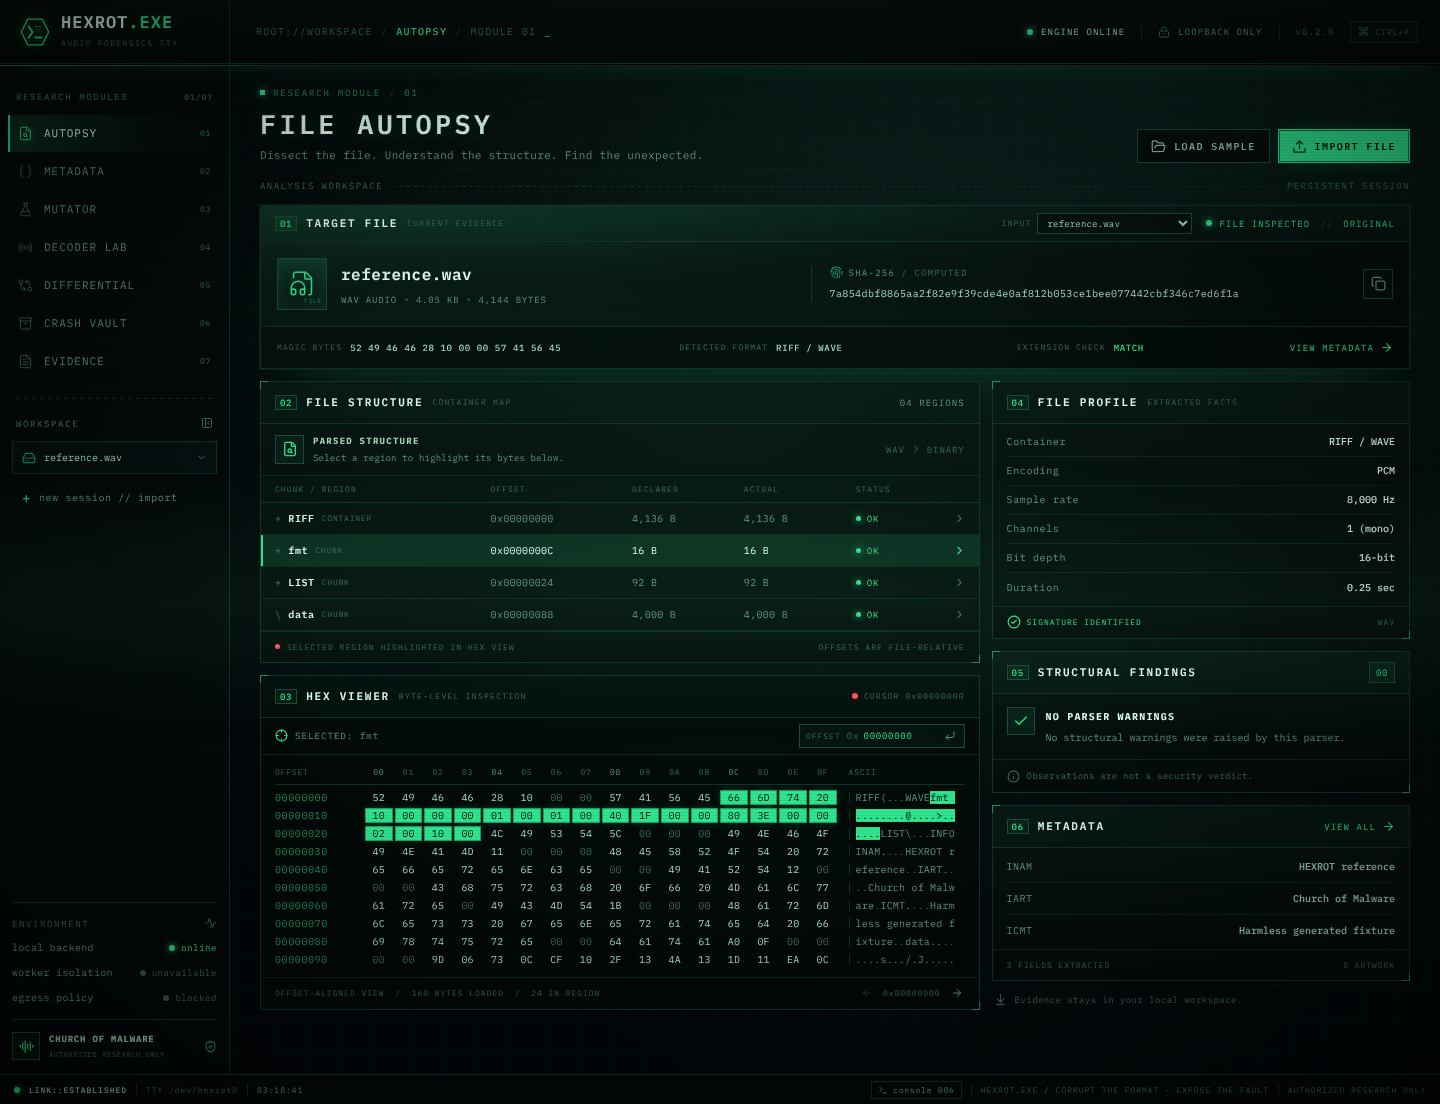 HEXROT.EXE
AUDIO FORENSICS TTY
ROOT://WORKSPACE / AUTOPSY / MODULE 01 _
ENGINE ONLINE
LOOPBACK ONLY
v0.2.0
⌘ CTRL+K
RESEARCH MODULES 01/07
AUTOPSY 01
METADATA 02
MUTATOR 03
DECODER LAB 04
DIFFERENTIAL 05
CRASH VAULT 06
EVIDENCE 07
WORKSPACE
reference.wav
+ new session // import
ENVIRONMENT
local backend online
worker isolation unavailable
egress policy blocked
CHURCH OF MALWARE
AUTHORIZED RESEARCH ONLY
RESEARCH MODULE / 01
FILE AUTOPSY
Dissect the file. Understand the structure. Find the unexpected.
LOAD SAMPLE
IMPORT FILE
ANALYSIS WORKSPACE
PERSISTENT SESSION
01 TARGET FILE CURRENT EVIDENCE
INPUT reference.wav
FILE INSPECTED // ORIGINAL
FILE
reference.wav
WAV AUDIO • 4.05 KB • 4,144 BYTES
SHA-256 / COMPUTED
7a854dbf8865aa2f82e9f39cde4e0af812b053ce1bee077442cbf346c7ed6f1a
MAGIC BYTES 52 49 46 46 28 10 00 00 57 41 56 45
DETECTED FORMAT RIFF / WAVE
EXTENSION CHECK MATCH
VIEW METADATA →
02 FILE STRUCTURE CONTAINER MAP
04 REGIONS
PARSED STRUCTURE
Select a region to highlight its bytes below.
WAV > BINARY
CHUNK / REGION OFFSET DECLARED ACTUAL STATUS
+ RIFF CONTAINER 0x00000000 4,136 B 4,136 B OK >
+ fmt CHUNK 0x0000000C 16 B 16 B OK >
+ LIST CHUNK 0x00000024 92 B 92 B OK >
\ data CHUNK 0x00000088 4,000 B 4,000 B OK >
SELECTED REGION HIGHLIGHTED IN HEX VIEW
OFFSETS ARE FILE-RELATIVE
03 HEX VIEWER BYTE-LEVEL INSPECTION
CURSOR 0x00000000
SELECTED: fmt
OFFSET 0x 00000000
OFFSET 00 01 02 03 04 05 06 07 08 09 0A 0B 0C 0D 0E 0F ASCII
00000000 52 49 46 46 28 10 00 00 57 41 56 45 66 6D 74 20 RIFF(...WAVEfmt
00000010 10 00 00 00 01 00 01 00 40 1F 00 00 80 3E 00 00 ........@....>..
00000020 02 00 10 00 4C 49 53 54 5C 00 00 00 49 4E 46 4F ....LIST\...INFO
00000030 49 4E 41 4D 11 00 00 00 48 45 58 52 4F 54 20 72 INAM....HEXROT r
00000040 65 66 65 72 65 6E 63 65 00 00 49 41 52 54 12 00 eference..IART..
00000050 00 00 43 68 75 72 63 68 20 6F 66 20 4D 61 6C 77 ..Church of Malw
00000060 61 72 65 00 49 43 4D 54 1B 00 00 00 48 61 72 6D are.ICMT....Harm
00000070 6C 65 73 73 20 67 65 6E 65 72 61 74 65 64 20 66 less generated f
00000080 69 78 74 75 72 65 00 00 64 61 74 61 A0 0F 00 00 ixture..data....
00000090 00 00 9D 06 73 0C CF 10 2F 13 4A 13 1D 11 EA 0C ....s.../.J.....
OFFSET-ALIGNED VIEW / 160 BYTES LOADED / 24 IN REGION
← 0x00000000 →
04 FILE PROFILE EXTRACTED FACTS
Container RIFF / WAVE
Encoding PCM
Sample rate 8,000 Hz
Channels 1 (mono)
Bit depth 16-bit
Duration 0.25 sec
SIGNATURE IDENTIFIED WAV
05 STRUCTURAL FINDINGS 00
NO PARSER WARNINGS
No structural warnings were raised by this parser.
Observations are not a security verdict.
06 METADATA VIEW ALL →
INAM HEXROT reference
IART Church of Malware
ICMT Harmless generated fixture
3 FIELDS EXTRACTED 0 ARTWORK
Evidence stays in your local workspace.
LINK::ESTABLISHED
TTY /dev/hexrot0
03:18:41
>_ console 006
HEXROT.EXE / CORRUPT THE FORMAT · EXPOSE THE FAULT
AUTHORIZED RESEARCH ONLY